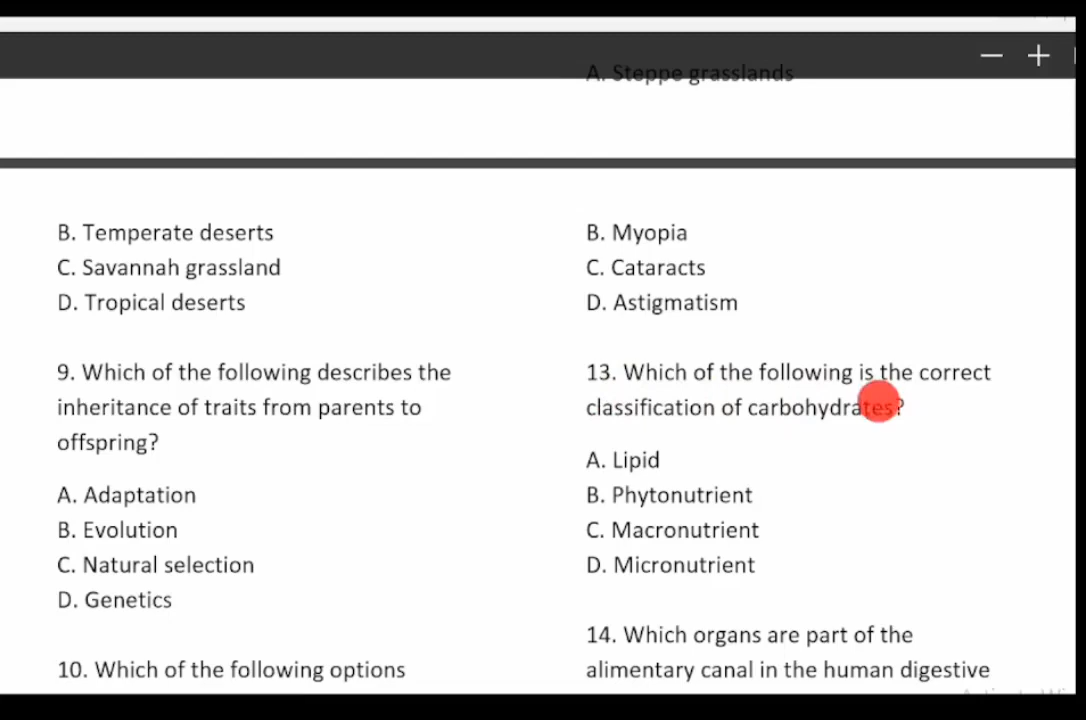 A. Steppe grasslands
B. Temperate deserts
C. Savannah grassland
D. Tropical deserts
9. Which of the following describes the
inheritance of traits from parents to
offspring?
A. Adaptation
B. Evolution
C. Natural selection
D. Genetics
10. Which of the following options
B. Myopia
C. Cataracts
D. Astigmatism
13. Which of the following is the correct
classification of carbohydrates?
A. Lipid
B. Phytonutrient
C. Macronutrient
D. Micronutrient
14. Which organs are part of the
alimentary canal in the human digestive